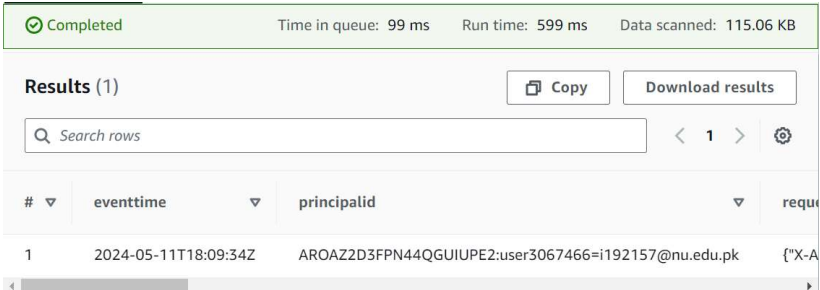 Completed Time in queue: 99 ms Run time: 599 ms Data scanned: 115.06 KB
Results (1) Copy Download results
Search rows 1
# eventtime principalid reque
1 2024-05-11T18:09:34Z AROAZ2D3FPN44QGUIUPE2:user3067466=i192157@nu.edu.pk {"X-A